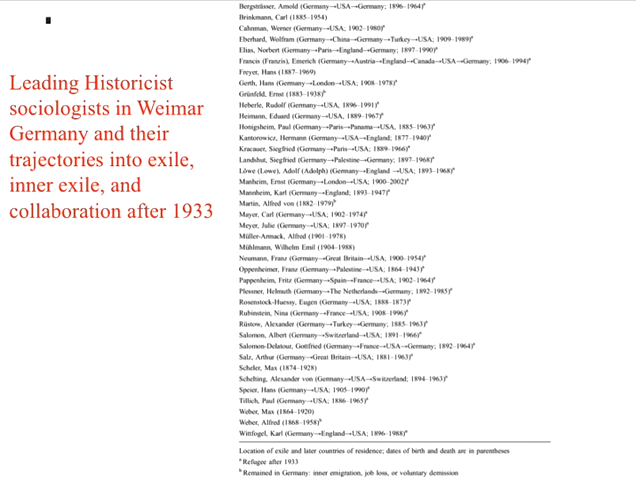 Leading Historicist
sociologists in Weimar
Germany and their
trajectories into exile,
inner exile, and
collaboration after 1933
Bergsträsser, Arnold (Germany→USA→Germany; 1896–1964)ª
Brinkmann, Carl (1885–1954)
Cahnman, Werner (Germany→USA; 1902–1980)ª
Eberhard, Wolfram (Germany→China→Germany→Turkey→USA; 1909–1989)ª
Elias, Norbert (Germany→Paris→England→Germany; 1897–1990)ª
Francis (Franzis), Emerich (Germany→Austria→England→Canada→USA→Germany; 1906–1994)ª
Freyer, Hans (1887–1969)
Gerth, Hans (Germany→London→USA; 1908–1978)ª
Grünfeld, Ernst (1883–1938)ᵇ
Heberle, Rudolf (Germany→USA, 1896–1991)ª
Heimann, Eduard (Germany→USA, 1889–1967)ª
Honigsheim, Paul (Germany→Paris→Panama→USA, 1885–1963)ª
Kantorowicz, Hermann (Germany→USA→England; 1877–1940)ª
Kracauer, Siegfried (Germany→Paris→USA; 1889–1966)ª
Landshut, Siegfried (Germany→Palestine→Germany; 1897–1968)ª
Löwe (Lowe), Adolf (Adolph) (Germany→England →USA; 1893–1968)ª
Manheim, Ernst (Germany→London→USA; 1900–2002)ª
Mannheim, Karl (Germany→England; 1893–1947)ª
Martin, Alfred von (1882–1979)ᵇ
Mayer, Carl (Germany→USA; 1902–1974)ª
Meyer, Julie (Germany→USA; 1897–1970)ª
Müller-Armack, Alfred (1901–1978)
Mühlmann, Wilhelm Emil (1904–1988)
Neumann, Franz (Germany→Great Britain→USA; 1900–1954)ª
Oppenheimer, Franz (Germany→Palestine→USA; 1864–1943)ª
Pappenheim, Fritz (Germany→Spain→France→USA; 1902–1964)ª
Plessner, Helmuth (Germany→The Netherlands→Germany; 1892–1985)ª
Rosenstock-Huessy, Eugen (Germany→USA; 1888–1873)ª
Rubinstein, Nina (Germany→France→USA; 1908–1996)ª
Rüstow, Alexander (Germany→Turkey→Germany; 1885–1963)ª
Salomon, Albert (Germany→Switzerland→USA; 1891–1966)ª
Salomon-Delatour, Gottfried (Germany→France→USA→Germany; 1892–1964)ª
Salz, Arthur (Germany→Great Britain→USA; 1881–1963)ª
Scheler, Max (1874–1928)
Schelting, Alexander von (Germany→USA→Switzerland; 1894–1963)ª
Speier, Hans (Germany→USA; 1905–1990)ª
Tillich, Paul (Germany→USA; 1886–1965)ª
Weber, Max (1864–1920)
Weber, Alfred (1868–1958)ᵇ
Wittfogel, Karl (Germany→England→USA; 1896–1988)ª
Location of exile and later countries of residence; dates of birth and death are in parentheses
ª Refugee after 1933
ᵇ Remained in Germany: inner emigration, job loss, or voluntary demission